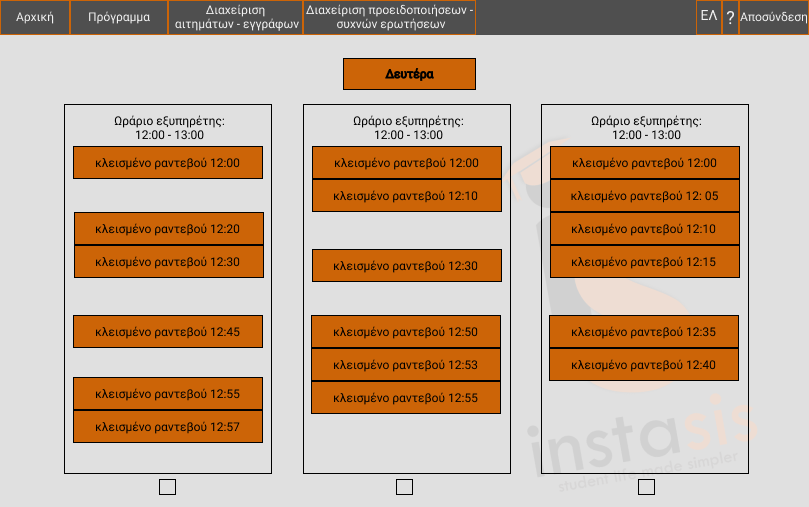 Αρχική
Πρόγραμμα
Διαχείριση
αιτημάτων - εγγράφων
Διαχείριση προειδοποιήσεων -
συχνών ερωτήσεων
ΕΛ
?
Αποσύνδεση
Δευτέρα
Ωράριο εξυπηρέτης:
12:00 - 13:00
κλεισμένο ραντεβού 12:00
κλεισμένο ραντεβού 12:20
κλεισμένο ραντεβού 12:30
κλεισμένο ραντεβού 12:45
κλεισμένο ραντεβού 12:55
κλεισμένο ραντεβού 12:57
Ωράριο εξυπηρέτης:
12:00 - 13:00
κλεισμένο ραντεβού 12:00
κλεισμένο ραντεβού 12:10
κλεισμένο ραντεβού 12:30
κλεισμένο ραντεβού 12:50
κλεισμένο ραντεβού 12:53
κλεισμένο ραντεβού 12:55
Ωράριο εξυπηρέτης:
12:00 - 13:00
κλεισμένο ραντεβού 12:00
κλεισμένο ραντεβού 12: 05
κλεισμένο ραντεβού 12:10
κλεισμένο ραντεβού 12:15
κλεισμένο ραντεβού 12:35
κλεισμένο ραντεβού 12:40
instasis
student life made simpler